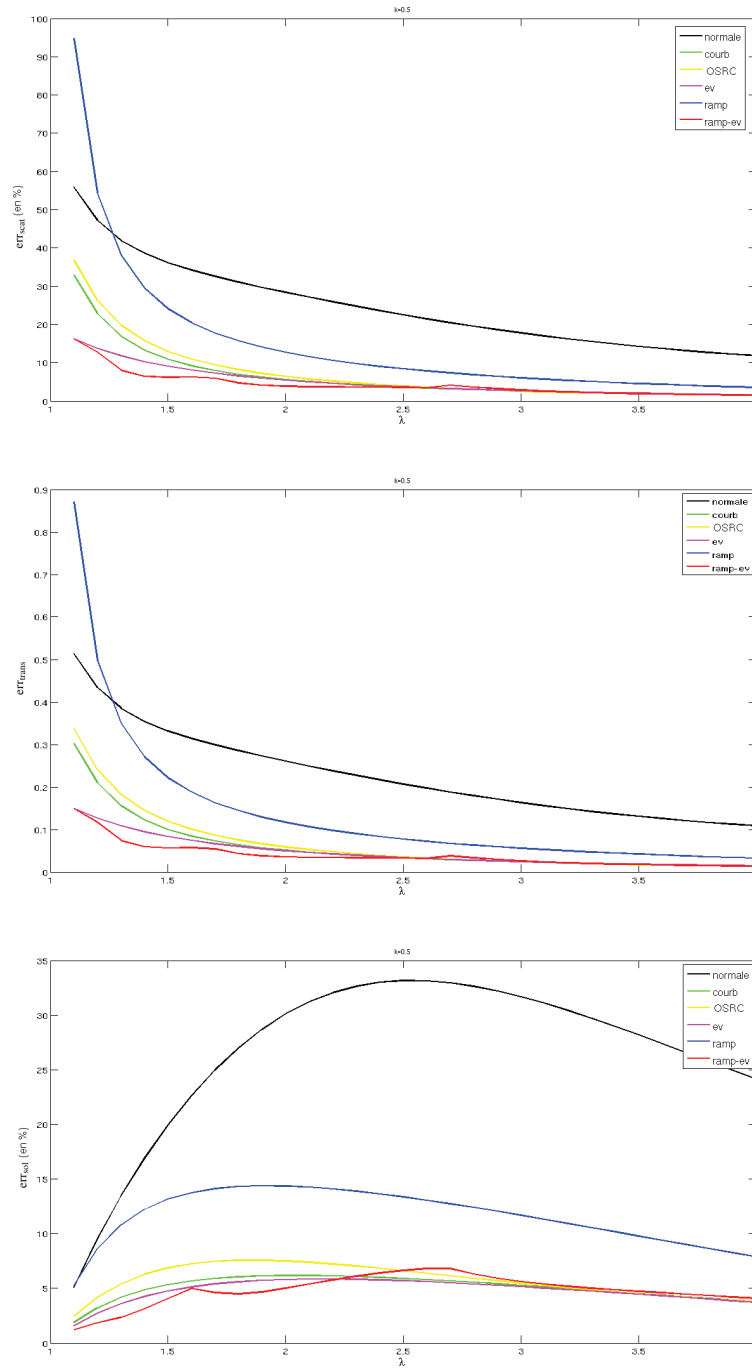 k=0.5
100
90
80
70
60
50
40
30
20
10
0
err_scat (en %)
normale
courb
OSRC
ev
ramp
ramp-ev
1
1.5
2
2.5
3
3.5
λ
k=0.5
0.9
0.8
0.7
0.6
0.5
0.4
0.3
0.2
0.1
0
err_trans
normale
courb
OSRC
ev
ramp
ramp-ev
1
1.5
2
2.5
3
3.5
λ
k=0.5
35
30
25
20
15
10
5
0
err_sol (en %)
normale
courb
OSRC
ev
ramp
ramp-ev
1
1.5
2
2.5
3
3.5
λ